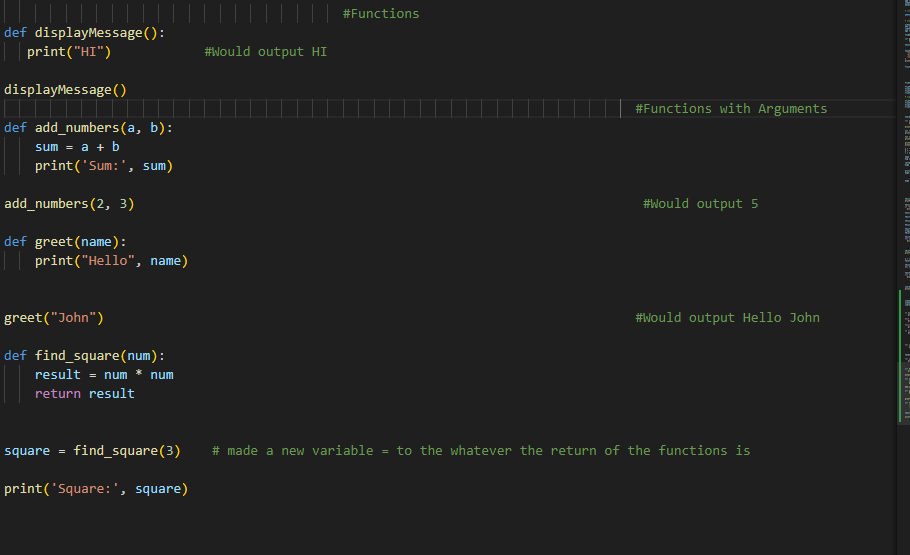 #Functions
def displayMessage():
print("HI") #Would output HI
displayMessage()
#Functions with Arguments
def add_numbers(a, b):
sum = a + b
print('Sum:', sum)
add_numbers(2, 3) #Would output 5
def greet(name):
print("Hello", name)
greet("John") #Would output Hello John
def find_square(num):
result = num * num
return result
square = find_square(3) # made a new variable = to the whatever the return of the functions is
print('Square:', square)